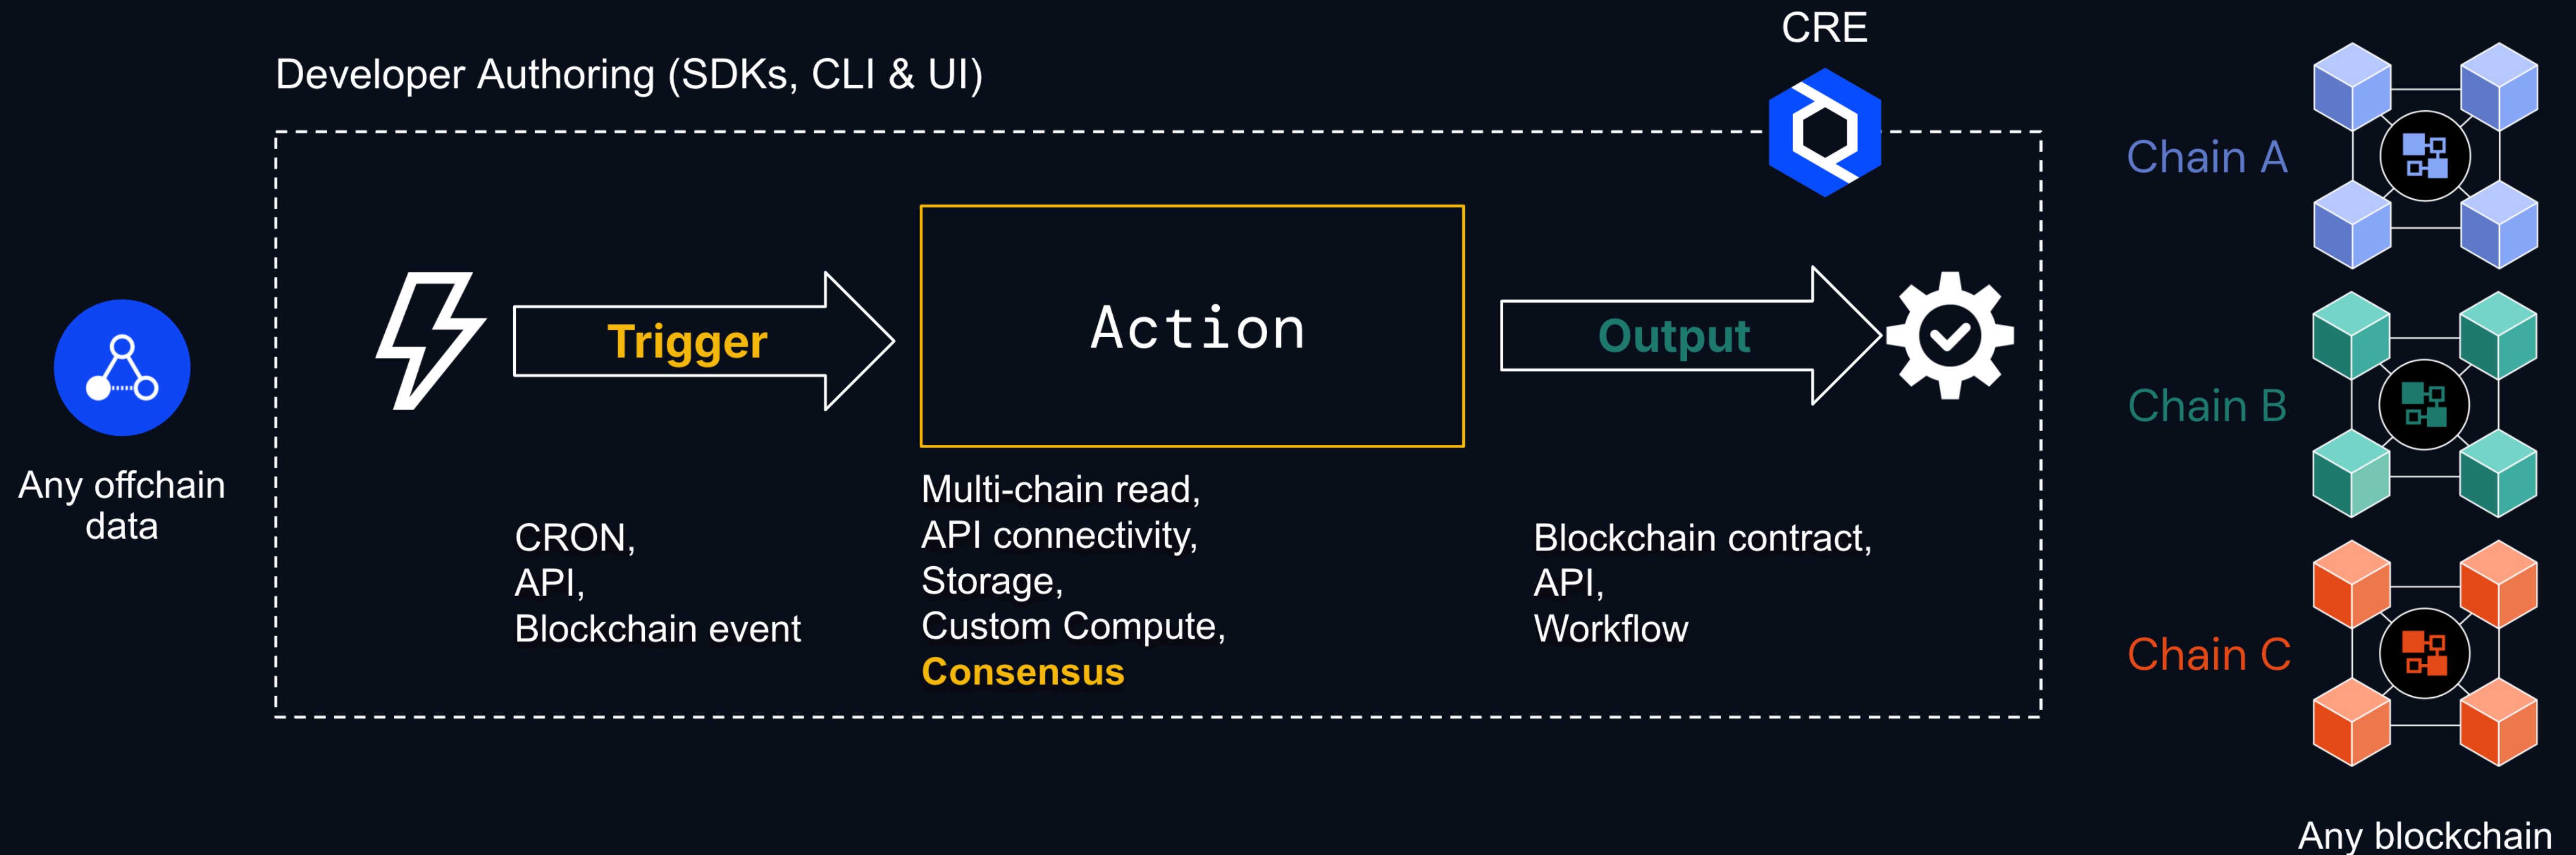 CRE
Developer Authoring (SDKs, CLI & UI)
Any offchain
data
Trigger
CRON,
API,
Blockchain event
Action
Multi-chain read,
API connectivity,
Storage,
Custom Compute,
Consensus
Output
Blockchain contract,
API,
Workflow
Chain A
Chain B
Chain C
Any blockchain